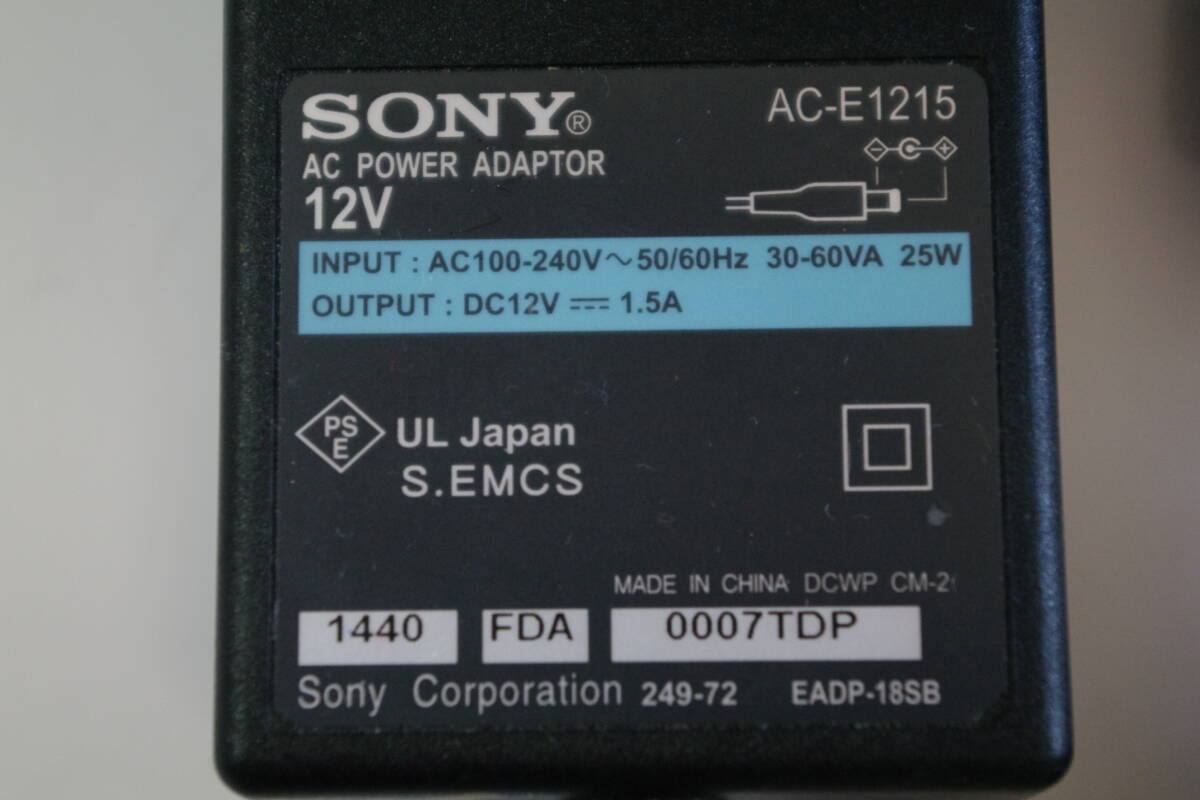 SONY®
AC-E1215
AC POWER ADAPTOR
12V
INPUT : AC100-240V～50/60Hz 30-60VA 25W
OUTPUT : DC12V ⎓ 1.5A
PSE
UL Japan
S.EMCS
MADE IN CHINA DCWP
1440 FDA 0007TDP
Sony Corporation 249-72 EADP-18SB